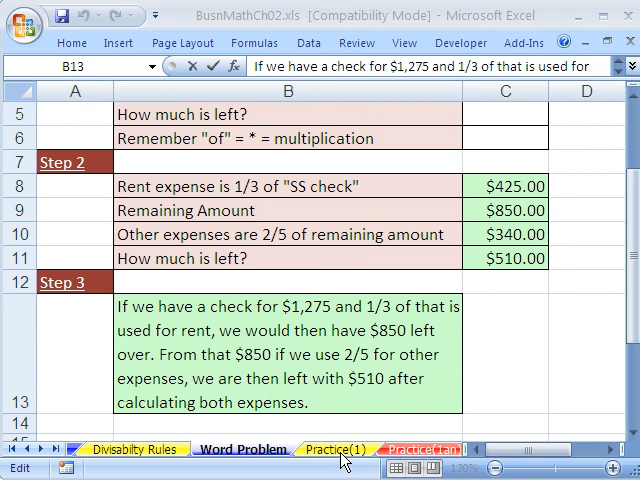 BusnMathCh02.xls [Compatibility Mode] - Microsoft Excel
Home Insert Page Layout Formulas Data Review View Developer Add-Ins
B13 If we have a check for $1,275 and 1/3 of that is used for
A B C D
5 How much is left?
6 Remember "of" = * = multiplication
7 Step 2
8 Rent expense is 1/3 of "SS check" $425.00
9 Remaining Amount $850.00
10 Other expenses are 2/5 of remaining amount $340.00
11 How much is left? $510.00
12 Step 3
If we have a check for $1,275 and 1/3 of that is
used for rent, we would then have $850 left
over. From that $850 if we use 2/5 for other
expenses, we are then left with $510 after
13 calculating both expenses.
14
15
Disabilty Rules Word Problem Practice(1) Practice(1an)
Edit 120%